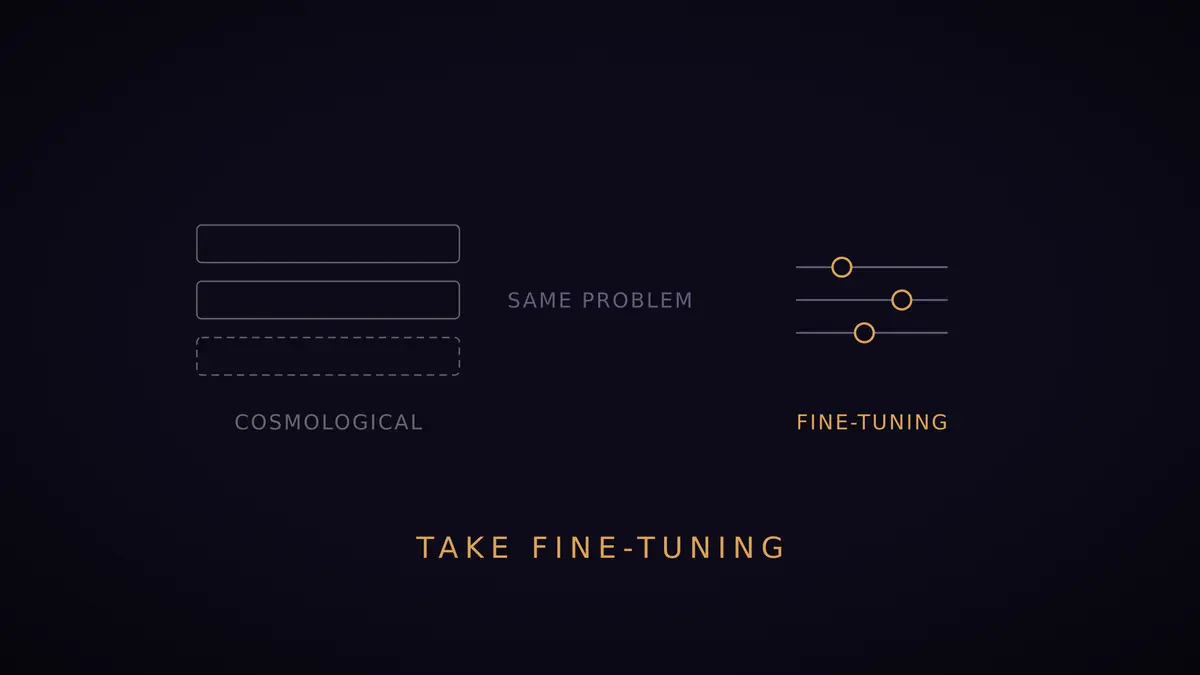 SAME PROBLEM
COSMOLOGICAL
FINE-TUNING
TAKE FINE-TUNING